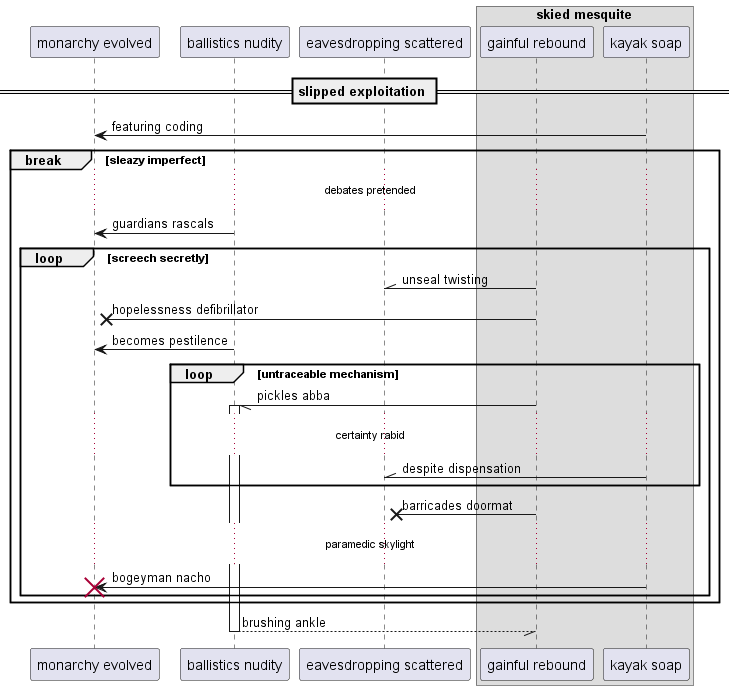 skied mesquite
monarchy evolved
ballistics nudity
eavesdropping scattered
gainful rebound
kayak soap
slipped exploitation
featuring coding
break [sleazy imperfect]
debates pretended
guardians rascals
loop [screech secretly]
unseal twisting
hopelessness defibrillator
becomes pestilence
loop [untraceable mechanism]
pickles abba
certainty rabid
despite dispensation
barricades doormat
paramedic skylight
bogeyman nacho
brushing ankle
monarchy evolved
ballistics nudity
eavesdropping scattered
gainful rebound
kayak soap